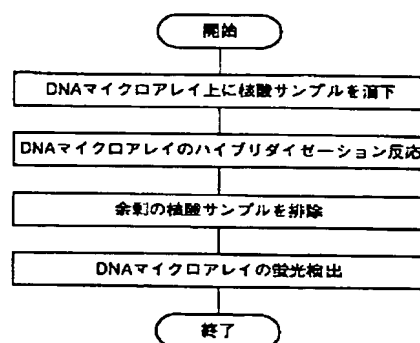 開始
DNAマイクロアレイ上に核酸サンプルを滴下
DNAマイクロアレイのハイブリダイゼーション反応
余剰の核酸サンプルを排除
DNAマイクロアレイの蛍光検出
終了